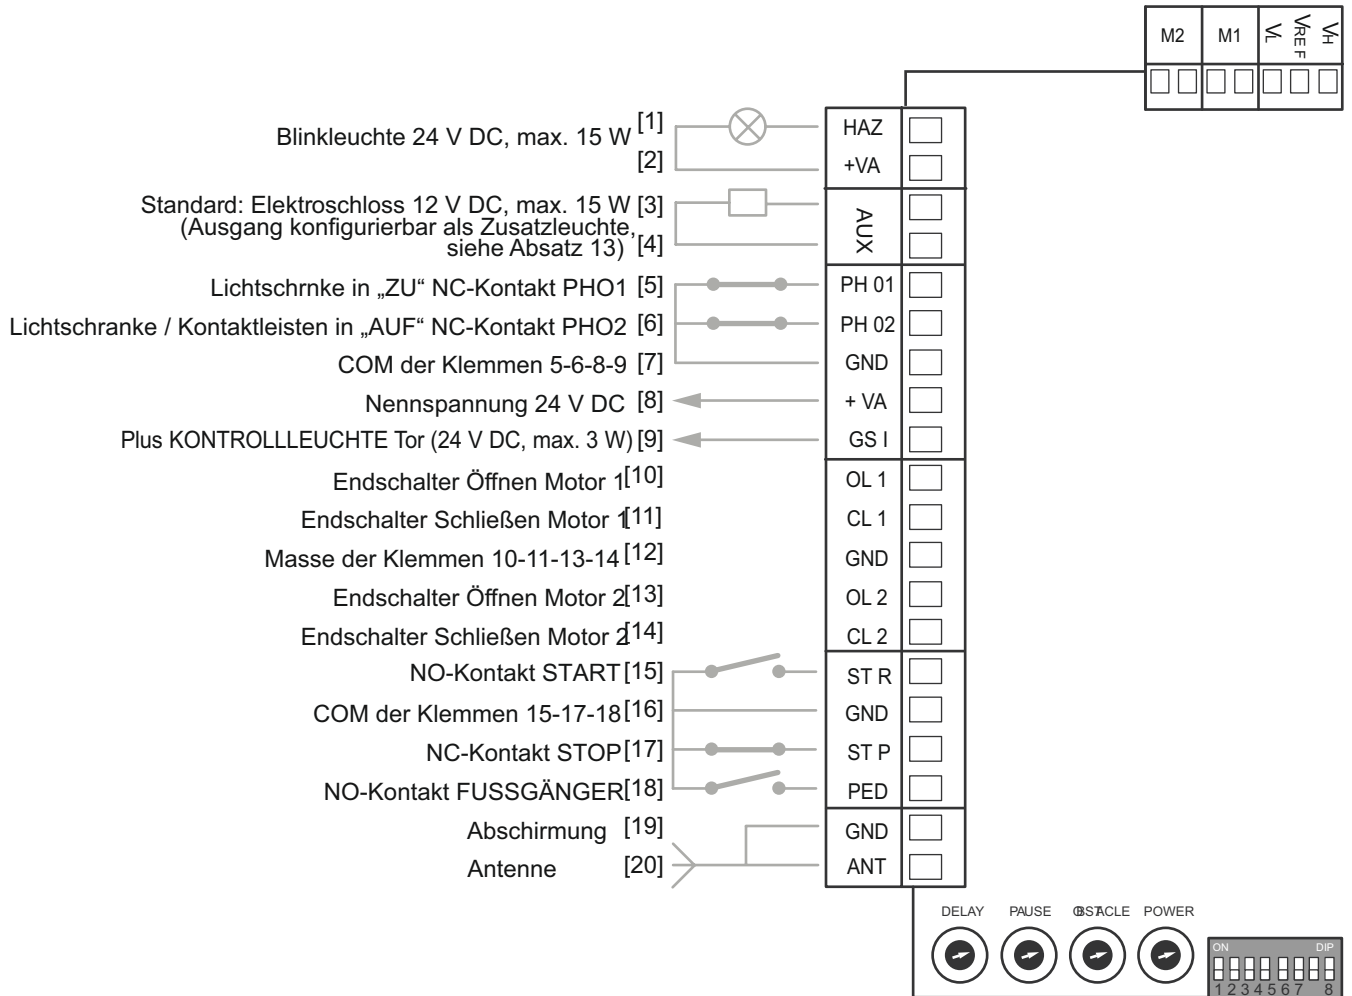 M2 M1 VL VREF VH
Blinkleuchte 24 V DC, max. 15 W [1] HAZ
[2] +VA
Standard: Elektroschloss 12 V DC, max. 15 W [3]
(Ausgang konfigurierbar als Zusatzleuchte,
siehe Absatz 13) [4]
AUX
Lichtschrnke in „ZU“ NC-Kontakt PHO1 [5] PH 01
Lichtschranke / Kontaktleisten in „AUF“ NC-Kontakt PHO2 [6] PH 02
COM der Klemmen 5-6-8-9 [7] GND
Nennspannung 24 V DC [8] + VA
Plus KONTROLLLEUCHTE Tor (24 V DC, max. 3 W) [9] GS I
Endschalter Öffnen Motor 1 [10] OL 1
Endschalter Schließen Motor 1 [11] CL 1
Masse der Klemmen 10-11-13-14 [12] GND
Endschalter Öffnen Motor 2 [13] OL 2
Endschalter Schließen Motor 2 [14] CL 2
NO-Kontakt START [15] ST R
COM der Klemmen 15-17-18 [16] GND
NC-Kontakt STOP [17] ST P
NO-Kontakt FUSSGÄNGER [18] PED
Abschirmung [19] GND
Antenne [20] ANT
DELAY PAUSE OBSTACLE POWER
ON DIP
1 2 3 4 5 6 7 8